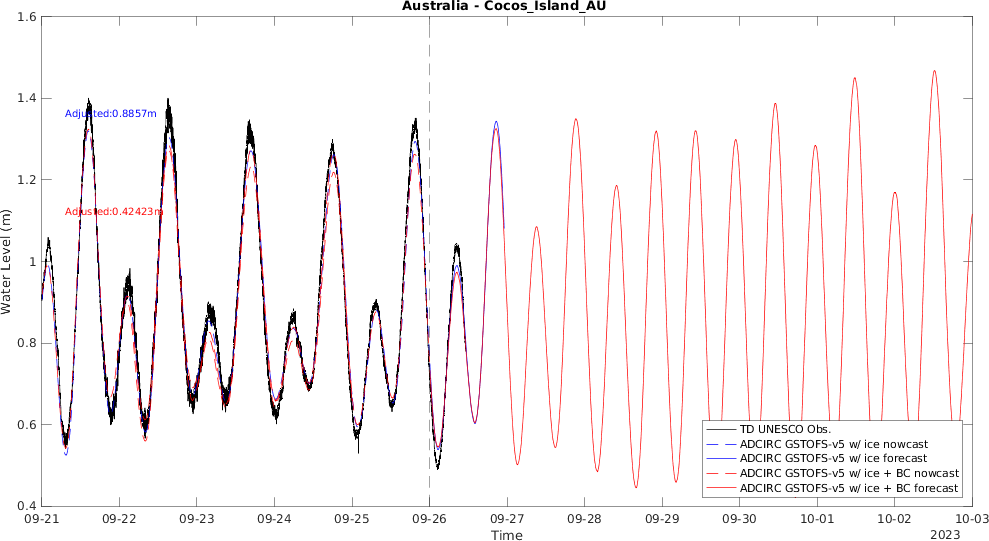 Australia - Cocos_Island_AU
1.6
1.4
1.2
1
0.8
0.6
0.4
Water Level (m)
Adjusted:0.8857m
Adjusted:0.42423m
TD UNESCO Obs.
ADCIRC GSTOFS-v5 w/ ice nowcast
ADCIRC GSTOFS-v5 w/ ice forecast
ADCIRC GSTOFS-v5 w/ ice + BC nowcast
ADCIRC GSTOFS-v5 w/ ice + BC forecast
09-21 09-22 09-23 09-24 09-25 09-26 09-27 09-28 09-29 09-30 10-01 10-02 10-03
Time
2023